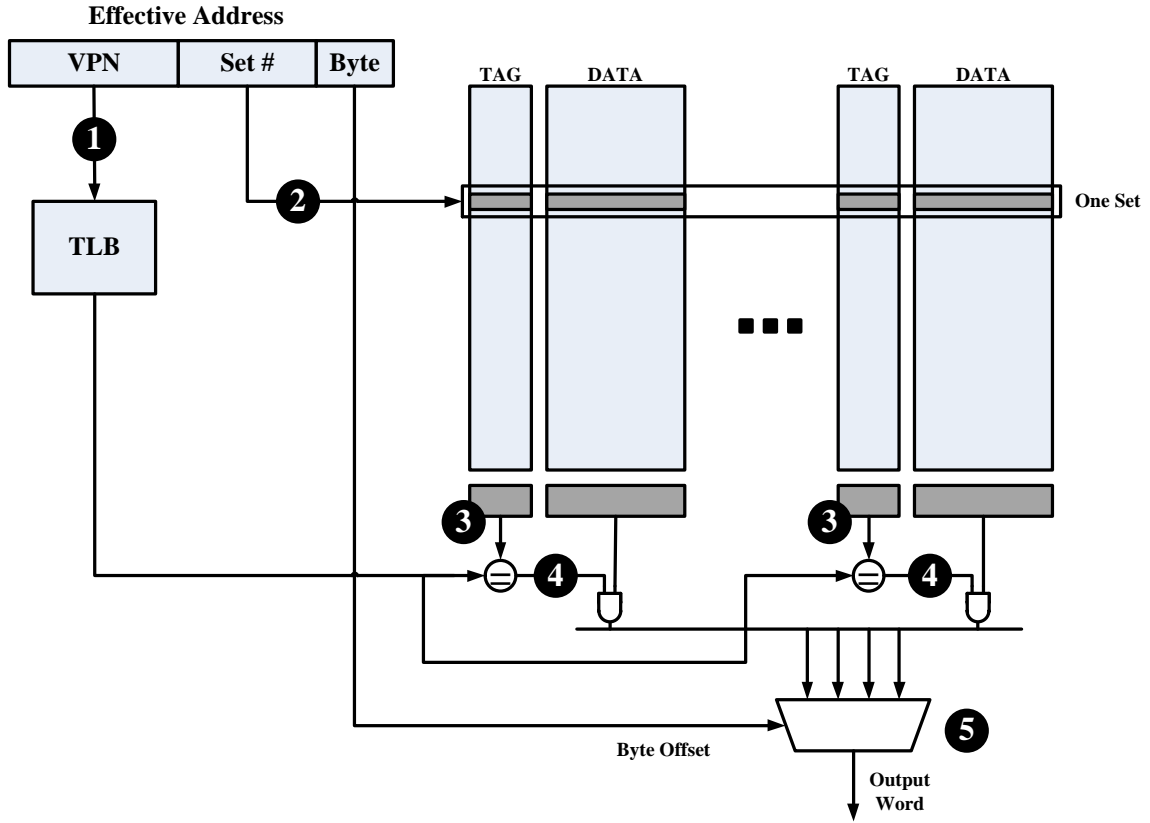 Effective Address
VPN Set # Byte
TAG DATA TAG DATA
1
2
One Set
TLB
3 3
= 4 = 4
5
Byte Offset
Output
Word